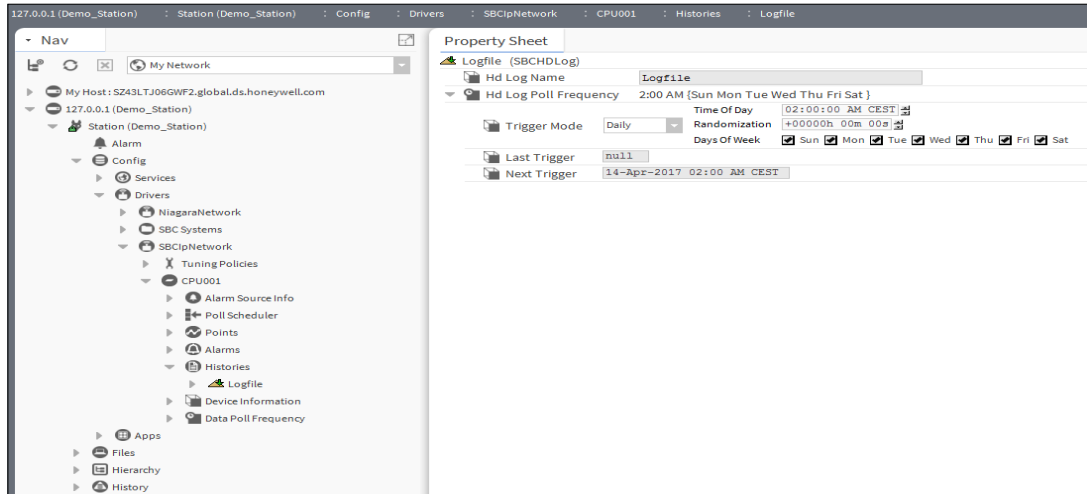 127.0.0.1 (Demo_Station) : Station (Demo_Station) : Config : Drivers : SBCIpNetwork : CPU001 : Histories : Logfile
Nav
My Network
My Host : SZ43LTJ06GWF2.global.ds.honeywell.com
127.0.0.1 (Demo_Station)
Station (Demo_Station)
Alarm
Config
Services
Drivers
NiagaraNetwork
SBC Systems
SBCIpNetwork
Tuning Policies
CPU001
Alarm Source Info
Poll Scheduler
Points
Alarms
Histories
Logfile
Device Information
Data Poll Frequency
Apps
Files
Hierarchy
History
Property Sheet
Logfile (SBCHDLog)
Hd Log Name Logfile
Hd Log Poll Frequency 2:00 AM {Sun Mon Tue Wed Thu Fri Sat }
Trigger Mode Daily
Time Of Day 02:00:00 AM CEST
Randomization +00000h 00m 00s
Days Of Week Sun Mon Tue Wed Thu Fri Sat
Last Trigger null
Next Trigger 14-Apr-2017 02:00 AM CEST